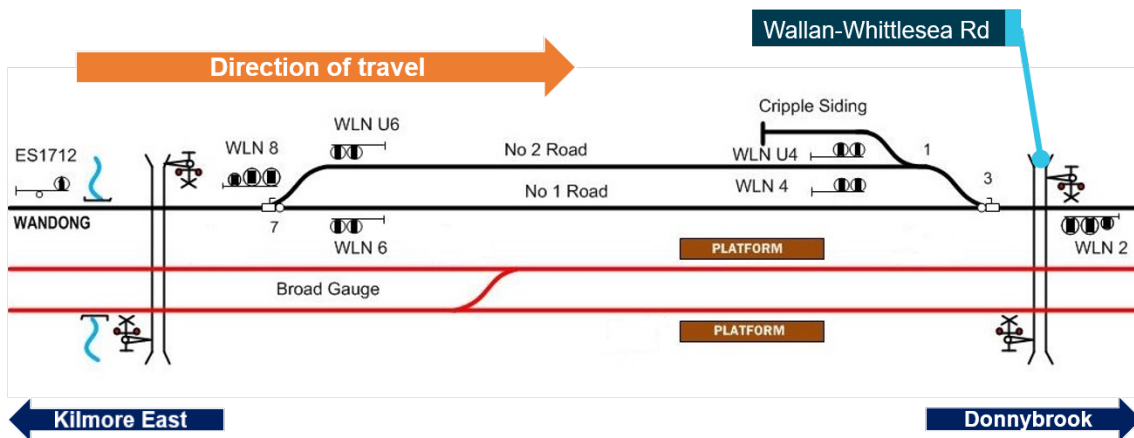 Wallan-Whittlesea Rd
Direction of travel
Cripple Siding
WLN U6
ES1712
WLN 8
No 2 Road
WLN U4
1
No 1 Road
WLN 4
3
WANDONG
7
WLN 6
WLN 2
PLATFORM
Broad Gauge
PLATFORM
Kilmore East
Donnybrook